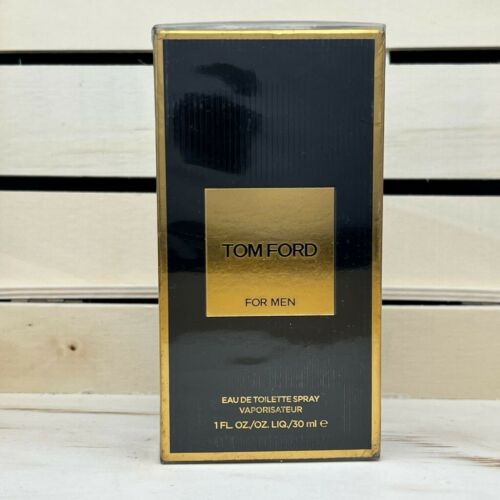 TOM FORD
FOR MEN
EAU DE TOILETTE SPRAY
VAPORISATEUR
1 FL. OZ./OZ. LIQ./30 ml ℮